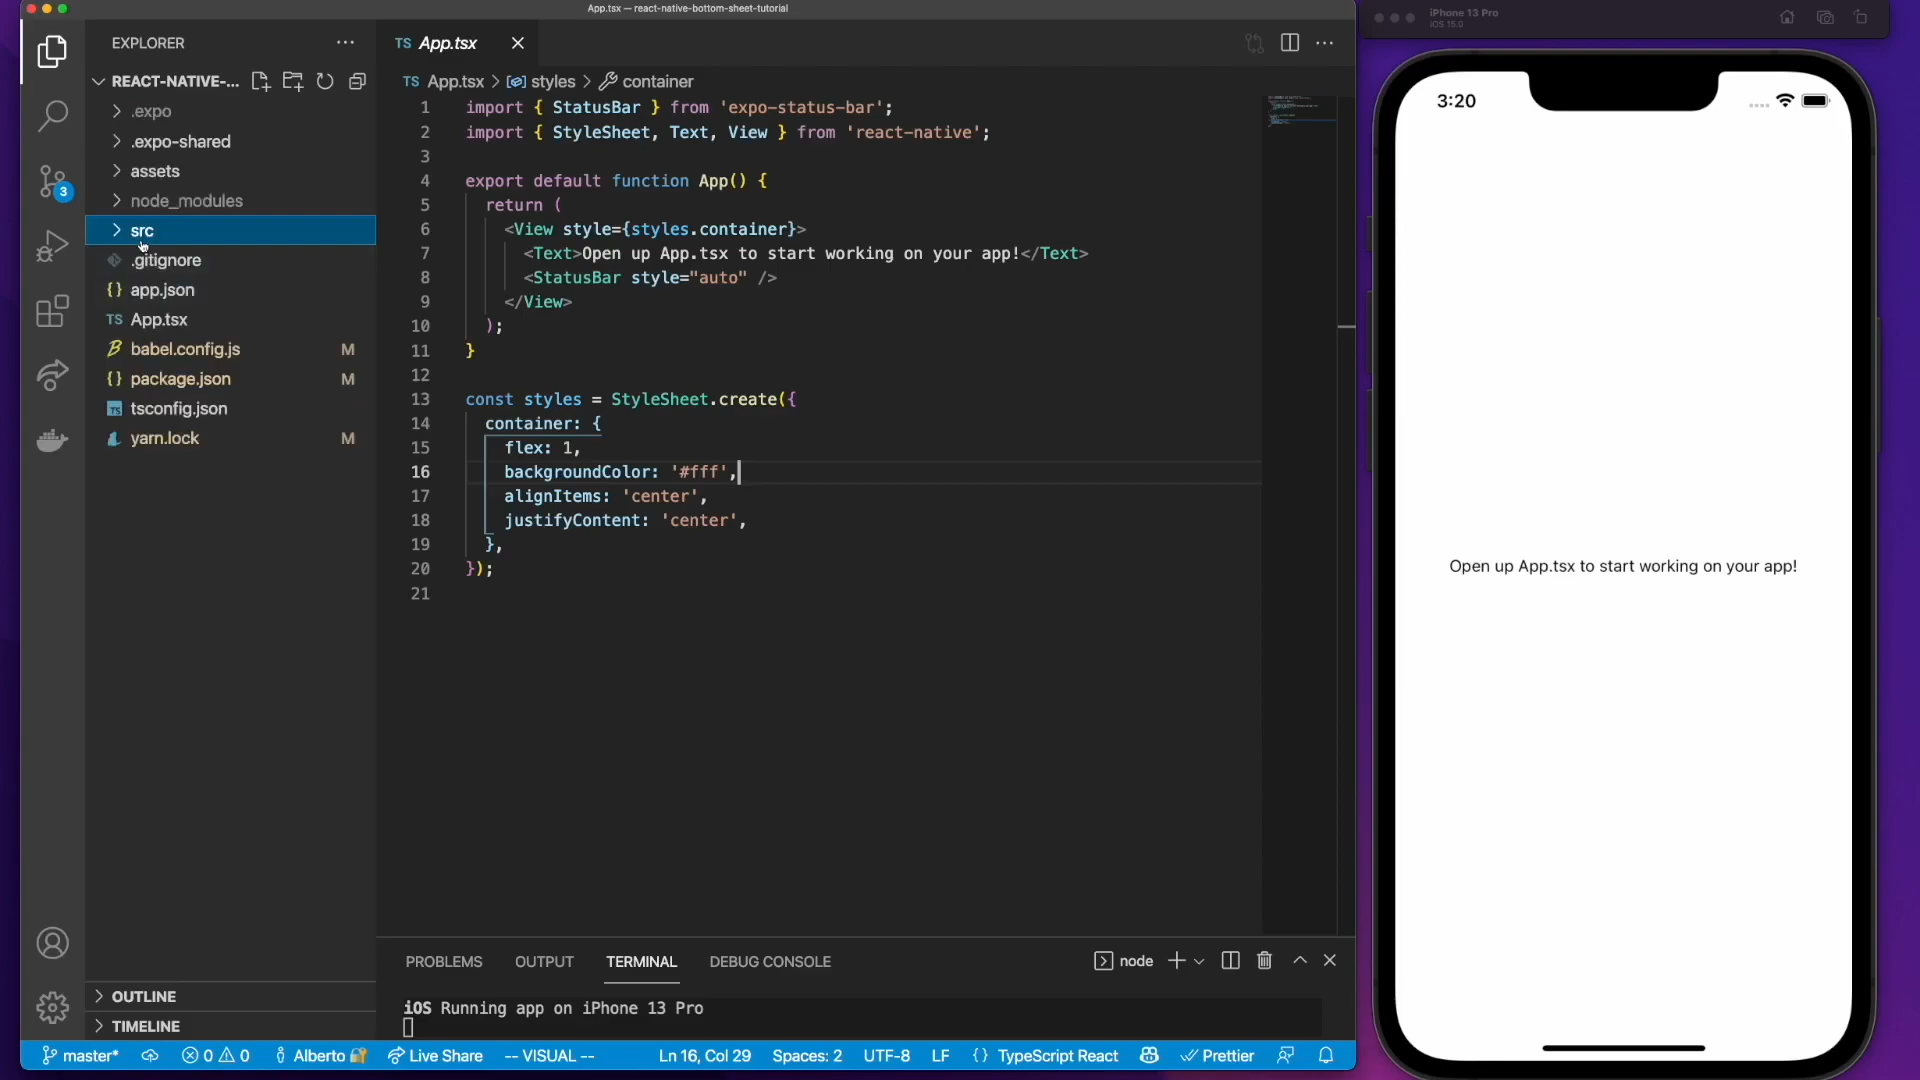 App.tsx — react-native-bottom-sheet-tutorial
EXPLORER
REACT-NATIVE-...
.expo
.expo-shared
assets
node_modules
src
.gitignore
app.json
App.tsx
babel.config.js M
package.json M
tsconfig.json
yarn.lock M
OUTLINE
TIMELINE
3
TS App.tsx
TS App.tsx > styles > container
1 import { StatusBar } from 'expo-status-bar';
2 import { StyleSheet, Text, View } from 'react-native';
3
4 export default function App() {
5 return (
6 <View style={styles.container}>
7 <Text>Open up App.tsx to start working on your app!</Text>
8 <StatusBar style="auto" />
9 </View>
10 );
11 }
12
13 const styles = StyleSheet.create({
14 container: {
15 flex: 1,
16 backgroundColor: '#fff',
17 alignItems: 'center',
18 justifyContent: 'center',
19 },
20 });
21
PROBLEMS OUTPUT TERMINAL DEBUG CONSOLE
node
iOS Running app on iPhone 13 Pro
master* 0 0 Alberto Live Share -- VISUAL -- Ln 16, Col 29 Spaces: 2 UTF-8 LF {} TypeScript React Prettier
iPhone 13 Pro
iOS 15.0
3:20
Open up App.tsx to start working on your app!